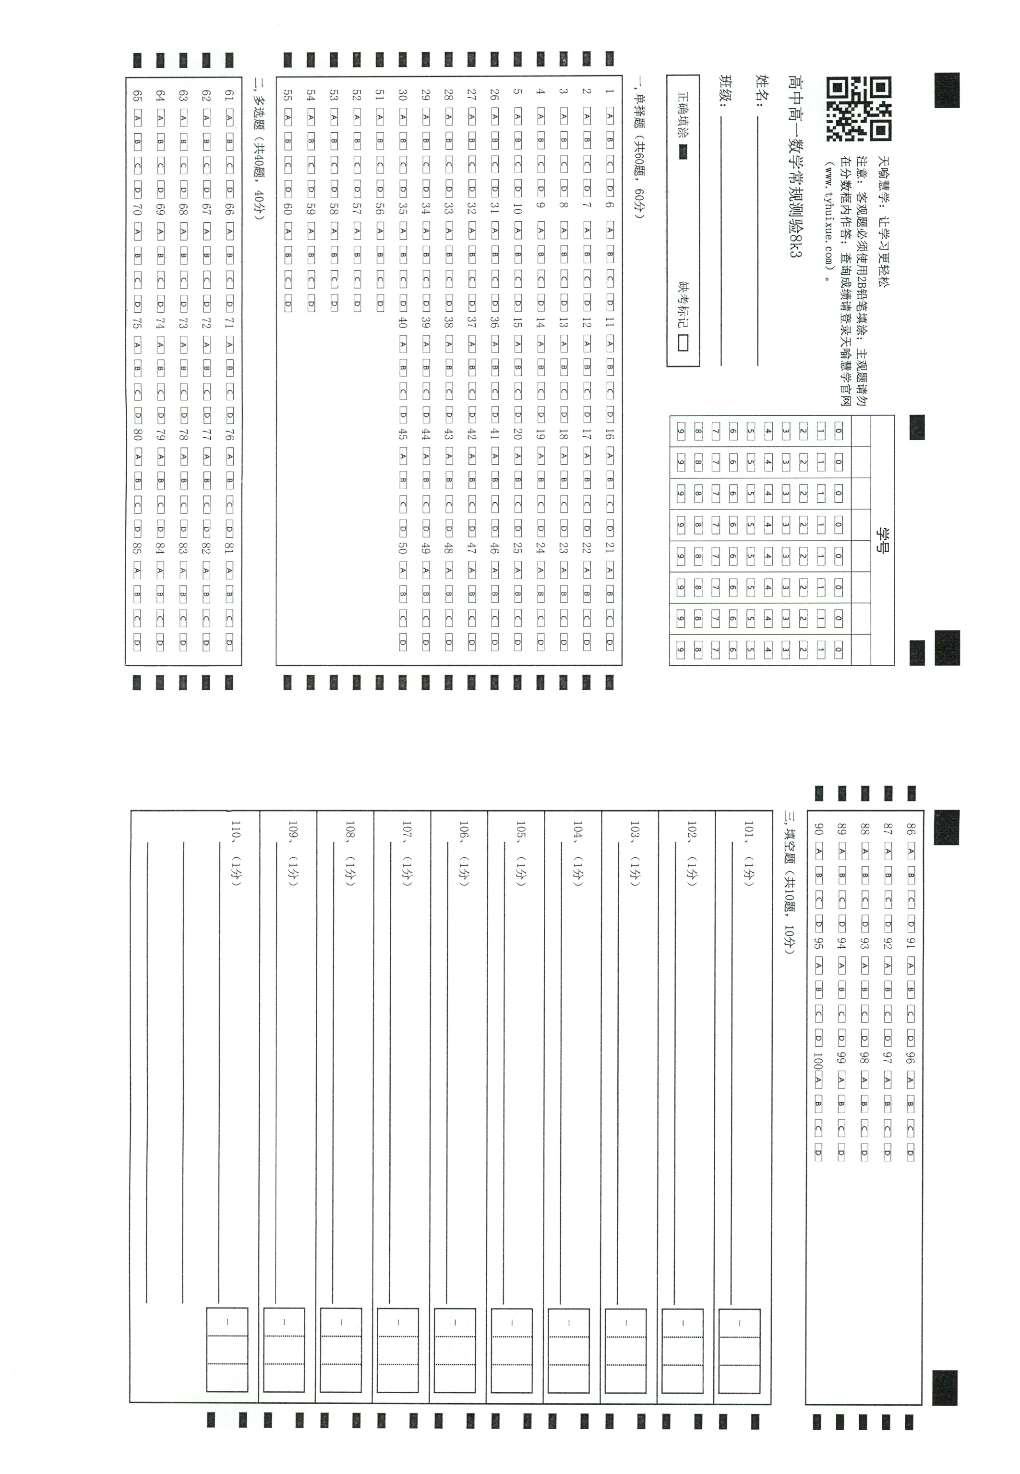 天喻慧学：让学习更轻松
注意：客观题必须使用2B铅笔填涂；主观题请勿
在分数框内作答；查询成绩请登录天喻慧学官网
（www.tyhuixue.com）。
高中高一数学常规测验8k3
姓名：
班级：
正确填涂 缺考标记
学号
0 1 2 3 4 5 6 7 8 9
0 1 2 3 4 5 6 7 8 9
0 1 2 3 4 5 6 7 8 9
0 1 2 3 4 5 6 7 8 9
0 1 2 3 4 5 6 7 8 9
0 1 2 3 4 5 6 7 8 9
0 1 2 3 4 5 6 7 8 9
0 1 2 3 4 5 6 7 8 9
一,单择题（共60题，60分）
1 A B C D 6 A B C D 11 A B C D 16 A B C D 21 A B C D
2 A B C D 7 A B C D 12 A B C D 17 A B C D 22 A B C D
3 A B C D 8 A B C D 13 A B C D 18 A B C D 23 A B C D
4 A B C D 9 A B C D 14 A B C D 19 A B C D 24 A B C D
5 A B C D 10 A B C D 15 A B C D 20 A B C D 25 A B C D
26 A B C D 31 A B C D 36 A B C D 41 A B C D 46 A B C D
27 A B C D 32 A B C D 37 A B C D 42 A B C D 47 A B C D
28 A B C D 33 A B C D 38 A B C D 43 A B C D 48 A B C D
29 A B C D 34 A B C D 39 A B C D 44 A B C D 49 A B C D
30 A B C D 35 A B C D 40 A B C D 45 A B C D 50 A B C D
51 A B C D 56 A B C D
52 A B C D 57 A B C D
53 A B C D 58 A B C D
54 A B C D 59 A B C D
55 A B C D 60 A B C D
二,多选题（共40题，40分）
61 A B C D 66 A B C D 71 A B C D 76 A B C D 81 A B C D
62 A B C D 67 A B C D 72 A B C D 77 A B C D 82 A B C D
63 A B C D 68 A B C D 73 A B C D 78 A B C D 83 A B C D
64 A B C D 69 A B C D 74 A B C D 79 A B C D 84 A B C D
65 A B C D 70 A B C D 75 A B C D 80 A B C D 85 A B C D
86 A B C D 91 A B C D 96 A B C D
87 A B C D 92 A B C D 97 A B C D
88 A B C D 93 A B C D 98 A B C D
89 A B C D 94 A B C D 99 A B C D
90 A B C D 95 A B C D 100 A B C D
三,填空题（共10题，10分）
101、（1分）
102、（1分）
103、（1分）
104、（1分）
105、（1分）
106、（1分）
107、（1分）
108、（1分）
109、（1分）
110、（1分）